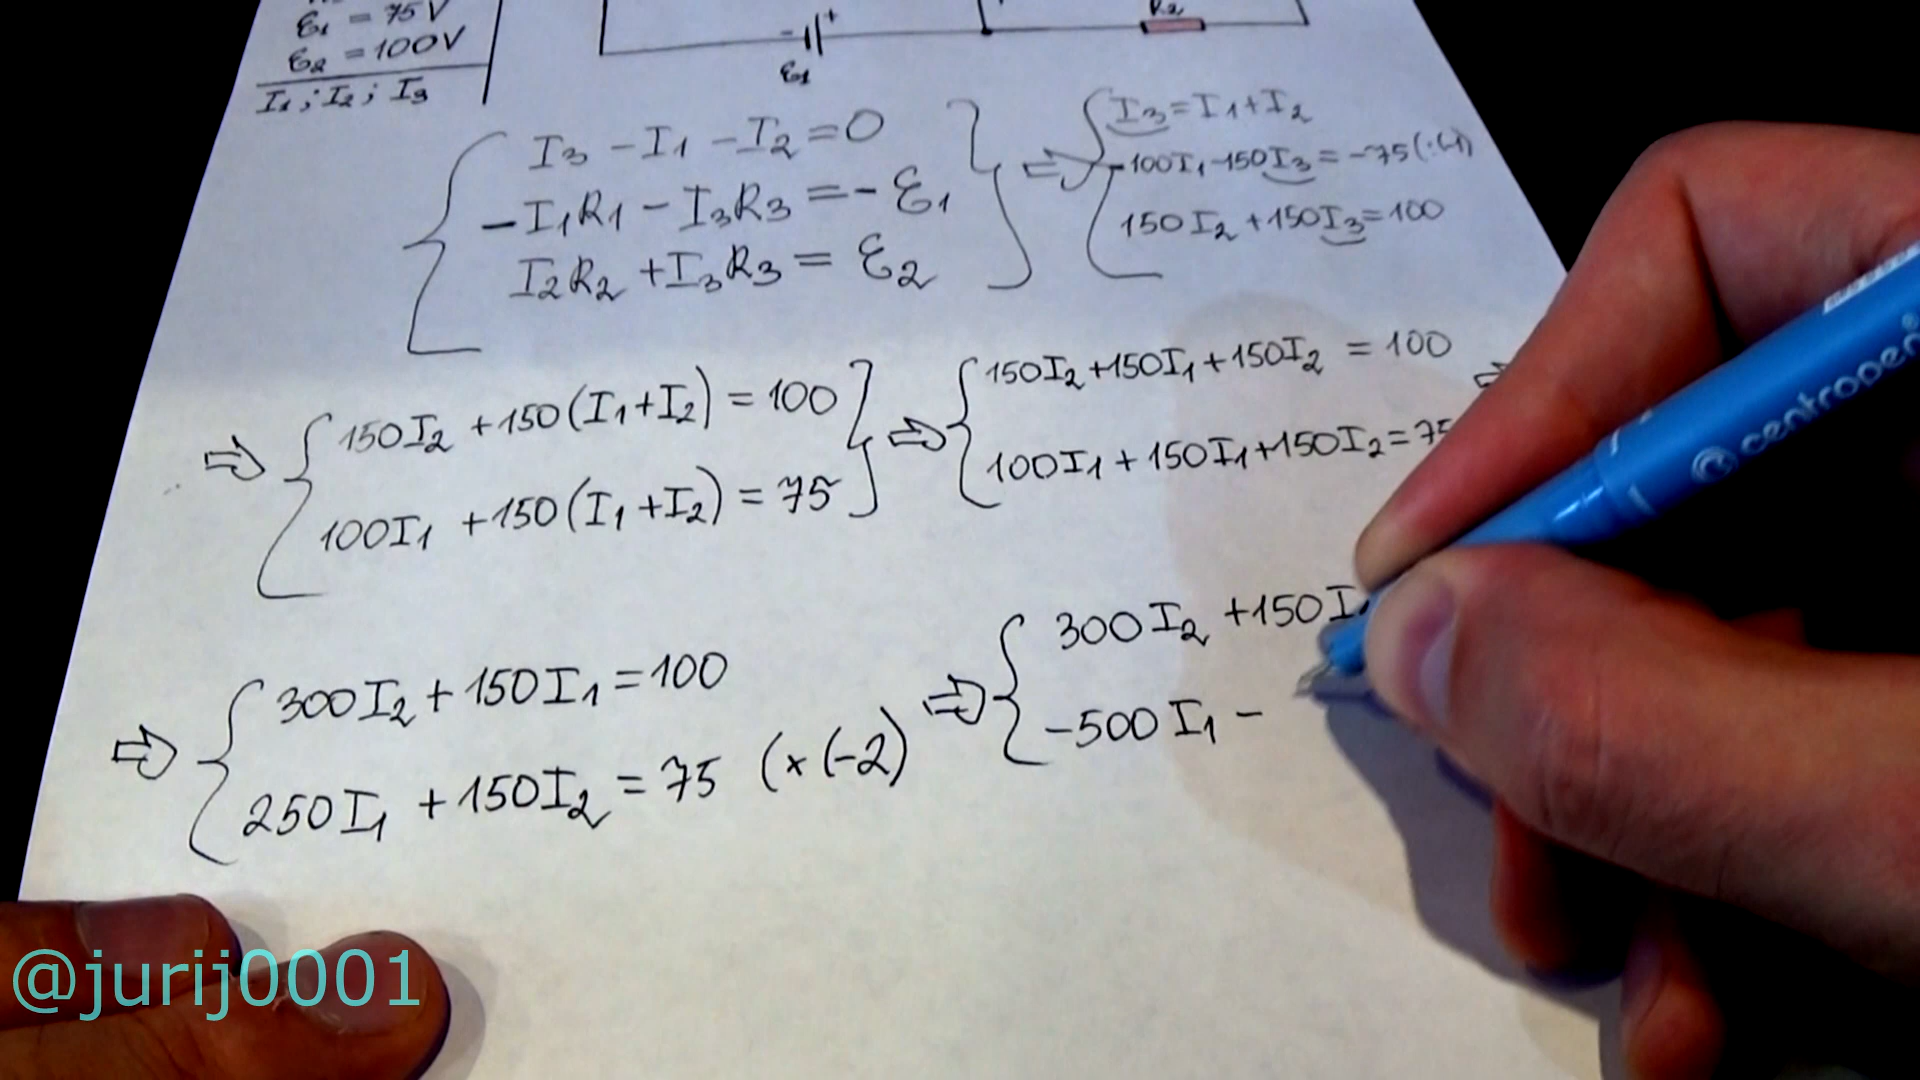 ε1 = 75V
ε2 = 100V
I1 ; I2 ; I3
- +
ε1
R2
I3 - I1 - I2 = 0
-I1R1 - I3R3 = - ε1
I2R2 + I3R3 = ε2
⇒ I3 = I1 + I2
-100I1 - 150I3 = -75 (:(-1)
150I2 + 150I3 = 100
⇒ 150I2 + 150(I1 + I2) = 100
100I1 + 150(I1 + I2) = 75
⇒ 150I2 + 150I1 + 150I2 = 100 ⇒
100I1 + 150I1 + 150I2 = 75
⇒ 300I2 + 150I1 = 100
250I1 + 150I2 = 75 (x (-2)
⇒ 300I2 + 150I
-500I1 -
centropen
@jurij0001